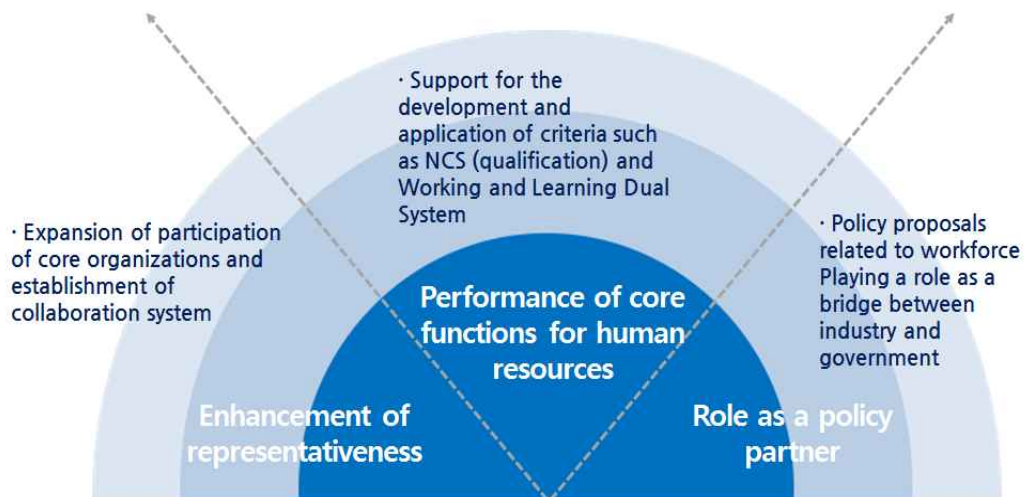 · Support for the
development and
application of criteria such
as NCS (qualification) and
Working and Learning Dual
System
· Expansion of participation
of core organizations and
establishment of
collaboration system
· Policy proposals
related to workforce
Playing a role as a
bridge between
industry and
government
Performance of core
functions for human
resources
Enhancement of
representativeness
Role as a policy
partner